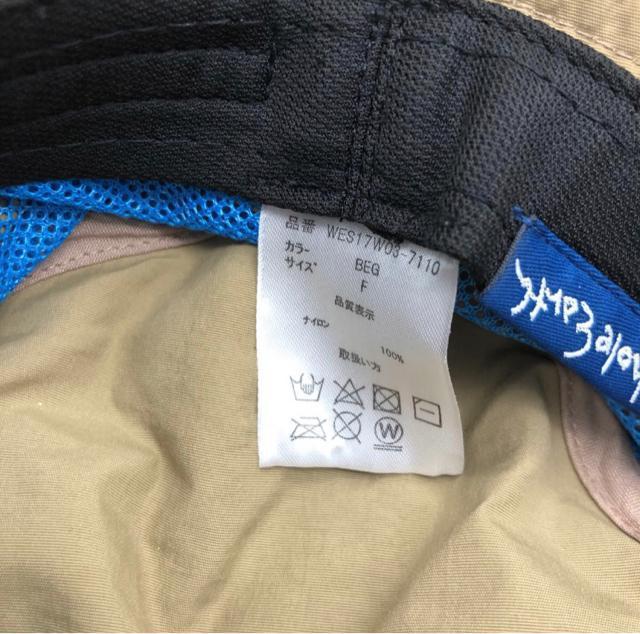 品番 WES17W03-7110
カラー BEG
サイズ F
品質表示
ナイロン 100%
取扱い方
W